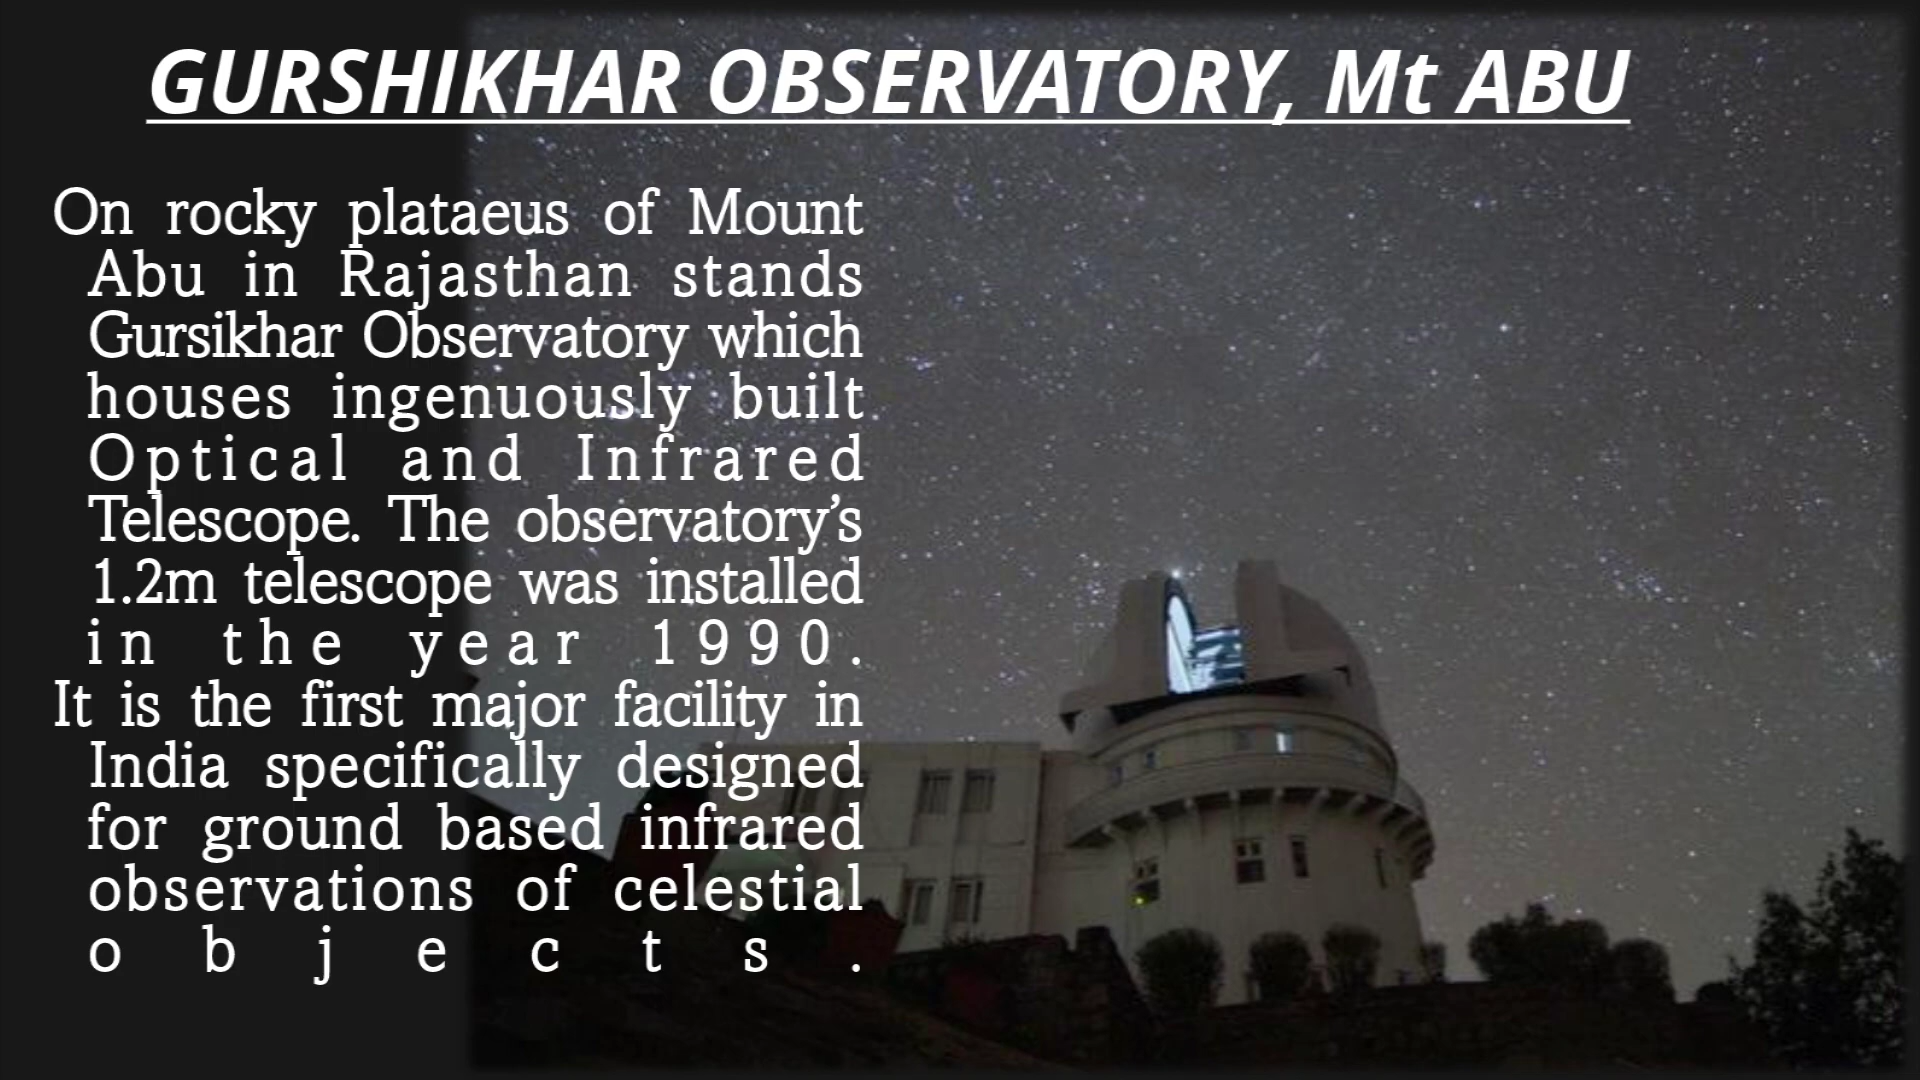 GURSHIKHAR OBSERVATORY, Mt ABU
On rocky plataeus of Mount
Abu in Rajasthan stands
Gursikhar Observatory which
houses ingenuously built
Optical and Infrared
Telescope. The observatory’s
1.2m telescope was installed
in the year 1990.
It is the first major facility in
India specifically designed
for ground based infrared
observations of celestial
objects.